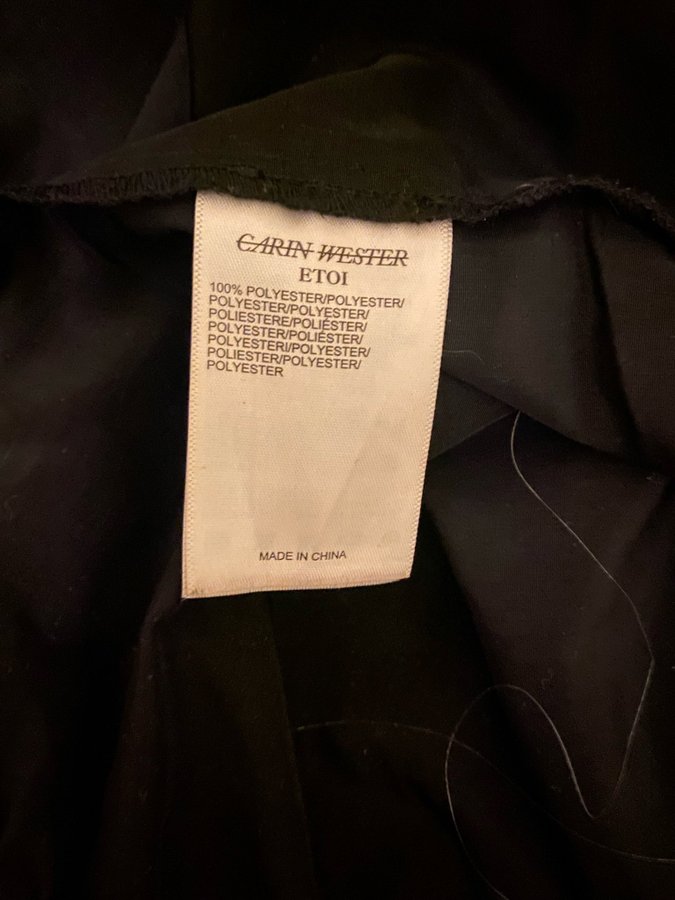 CARIN WESTER
ETOI
100% POLYESTER/POLYESTER/
POLYESTER/POLYESTER/
POLIESTERE/POLIÉSTER/
POLYESTER/POLIÉSTER/
POLYESTERI/POLYESTER/
POLIESTER/POLYESTER/
POLYESTER
MADE IN CHINA